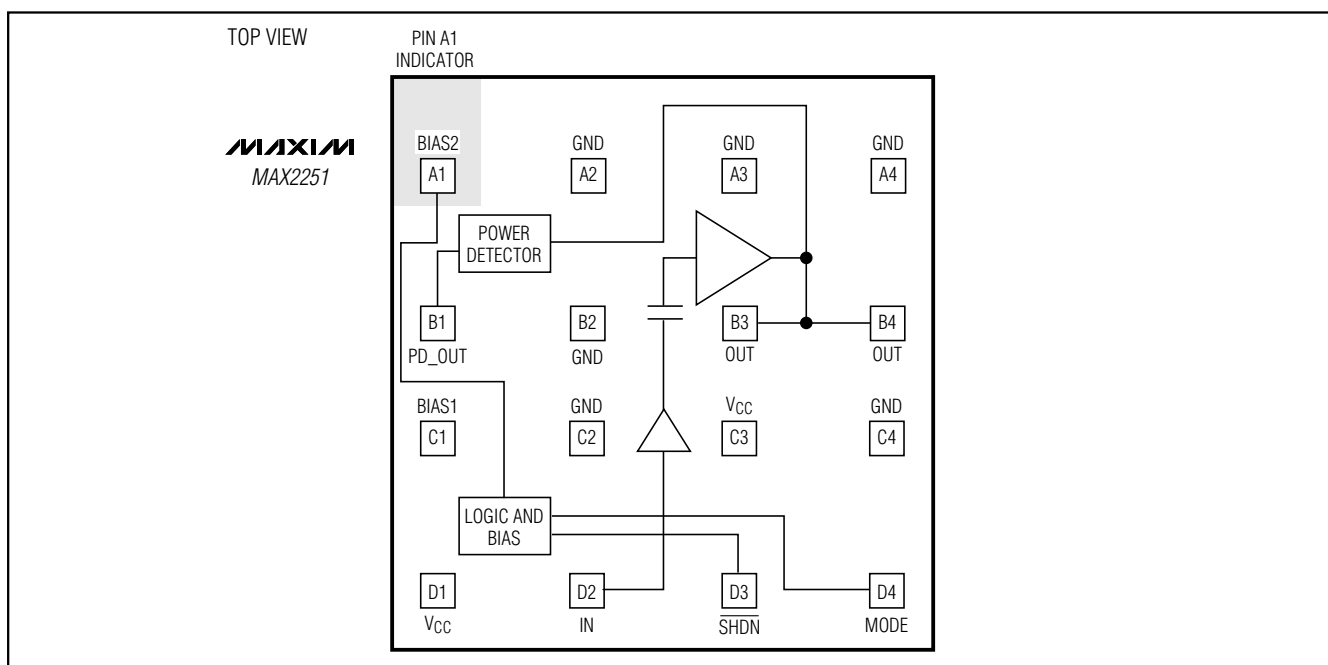 TOP VIEW
PIN A1
INDICATOR
MAXIM
MAX2251
BIAS2
GND
GND
GND
A1
A2
A3
A4
POWER
DETECTOR
B1
B2
B3
B4
PD_OUT
GND
OUT
OUT
BIAS1
GND
VCC
GND
C1
C2
C3
C4
LOGIC AND
BIAS
D1
D2
D3
D4
VCC
IN
SHDN
MODE